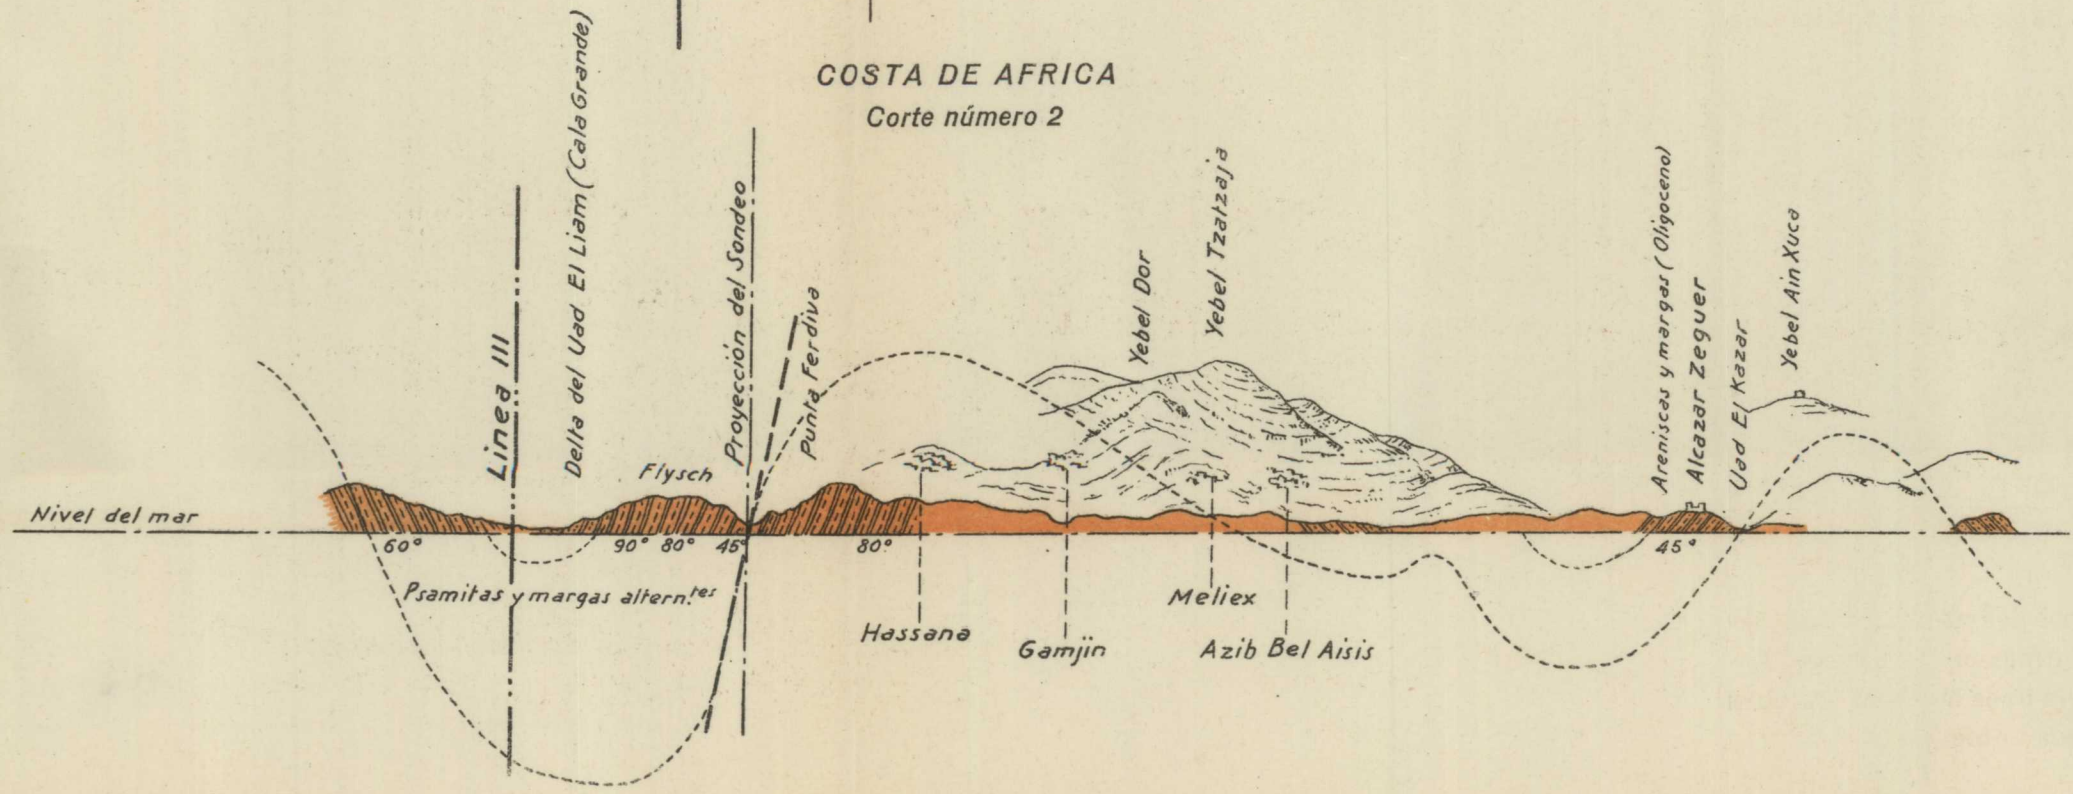 COSTA DE AFRICA
Corte número 2
Linea III
Delta del Uad El Liam (Cala Grande)
Flysch
Proyección del Sondeo
Punta Ferdiva
Yebel Dor
Yebel Tzatzaja
Areniscas y margas (Oligoceno)
Alcazar Zeguer
Uad El Kazar
Yebel Ain Xuca
Nivel del mar
60° 90° 80° 45° 80° 45°
Psamitas y margas altern.tes
Hassana
Gamjin
Meliex
Azib Bel Aisis